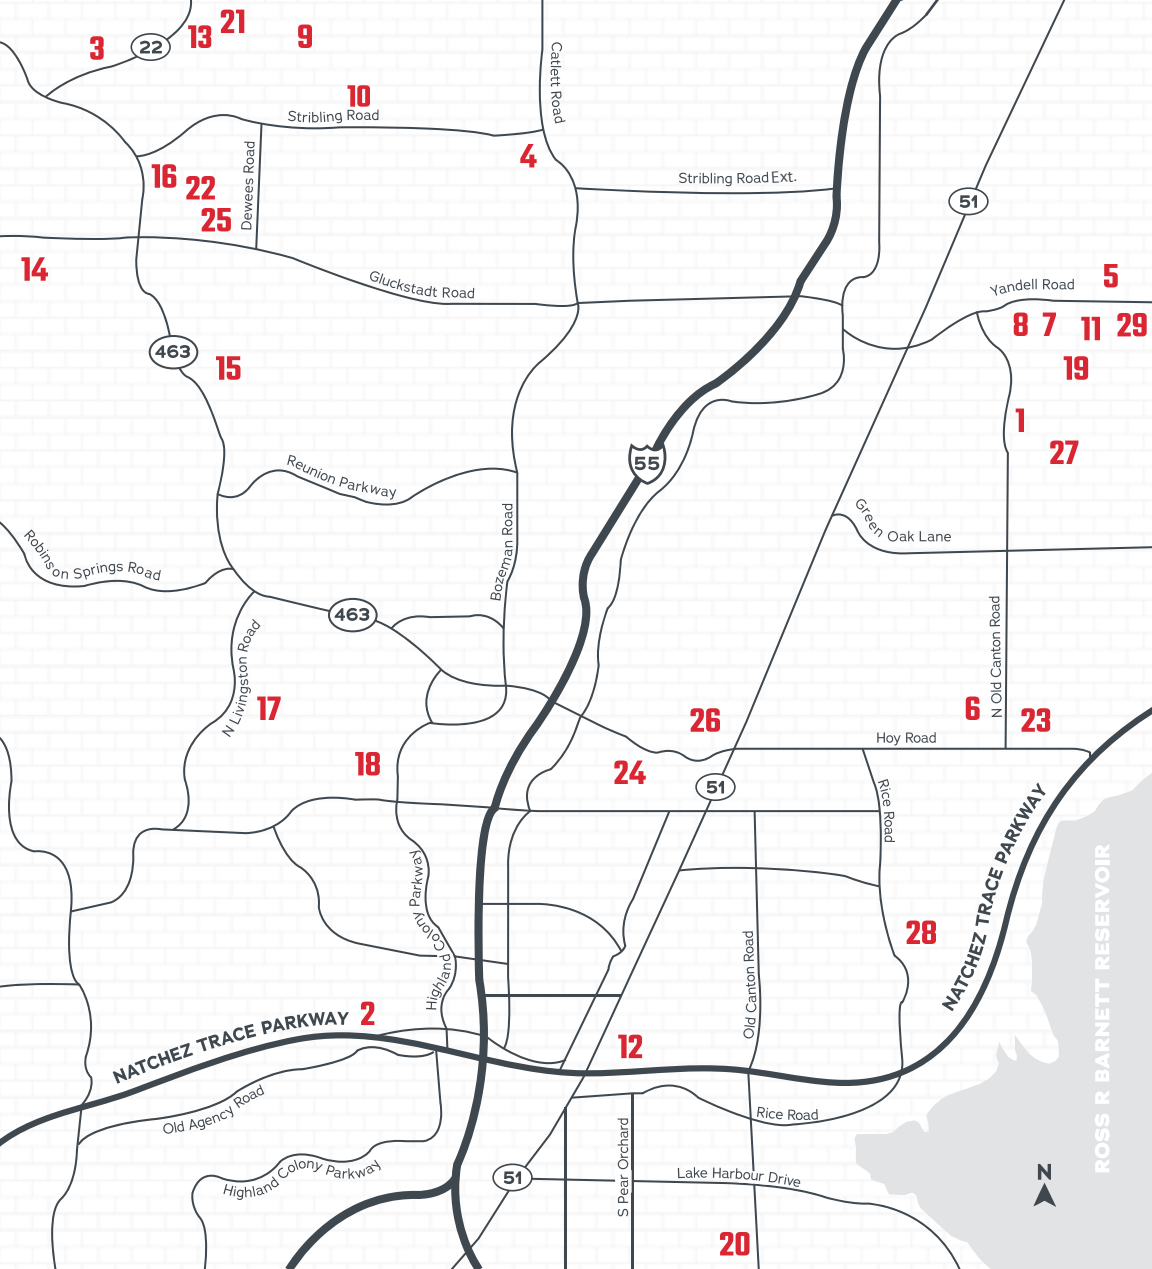 21
13
9
3
22
Catlett Road
10
Stribling Road
4
16
22
25
Dewees Road
Stribling Road Ext.
51
14
Gluckstadt Road
5
Yandell Road
8
7
11
29
463
15
19
1
27
55
Reunion Parkway
Bozeman Road
Green Oak Lane
Robinson Springs Road
463
N Old Canton Road
N Livingston Road
17
6
23
26
Hoy Road
18
24
51
Rice Road
NATCHEZ TRACE PARKWAY
Highland Colony Parkway
28
ROSS R BARNETT RESERVOIR
Old Canton Road
2
NATCHEZ TRACE PARKWAY
12
Old Agency Road
Rice Road
S Pear Orchard
Highland Colony Parkway
51
Lake Harbour Drive
N
20